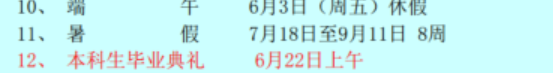 10、 端 午 6月3日（周五）休假
11、 暑 假 7月18日至9月11日 8周
12、 本科生毕业典礼 6月22日上午